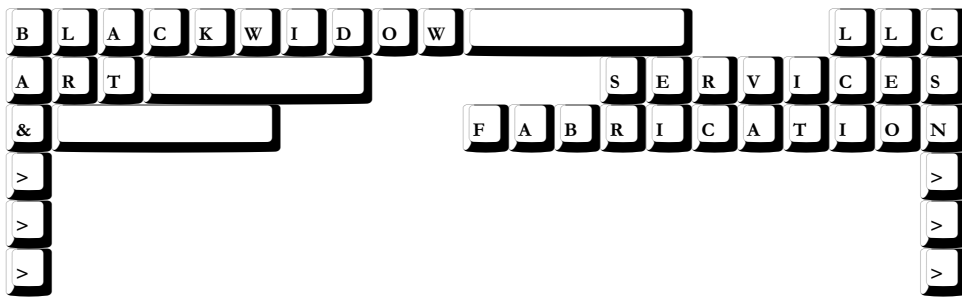 BLACKWIDOW LLC
ART SERVICES
& FABRICATION
> >
> >
> >